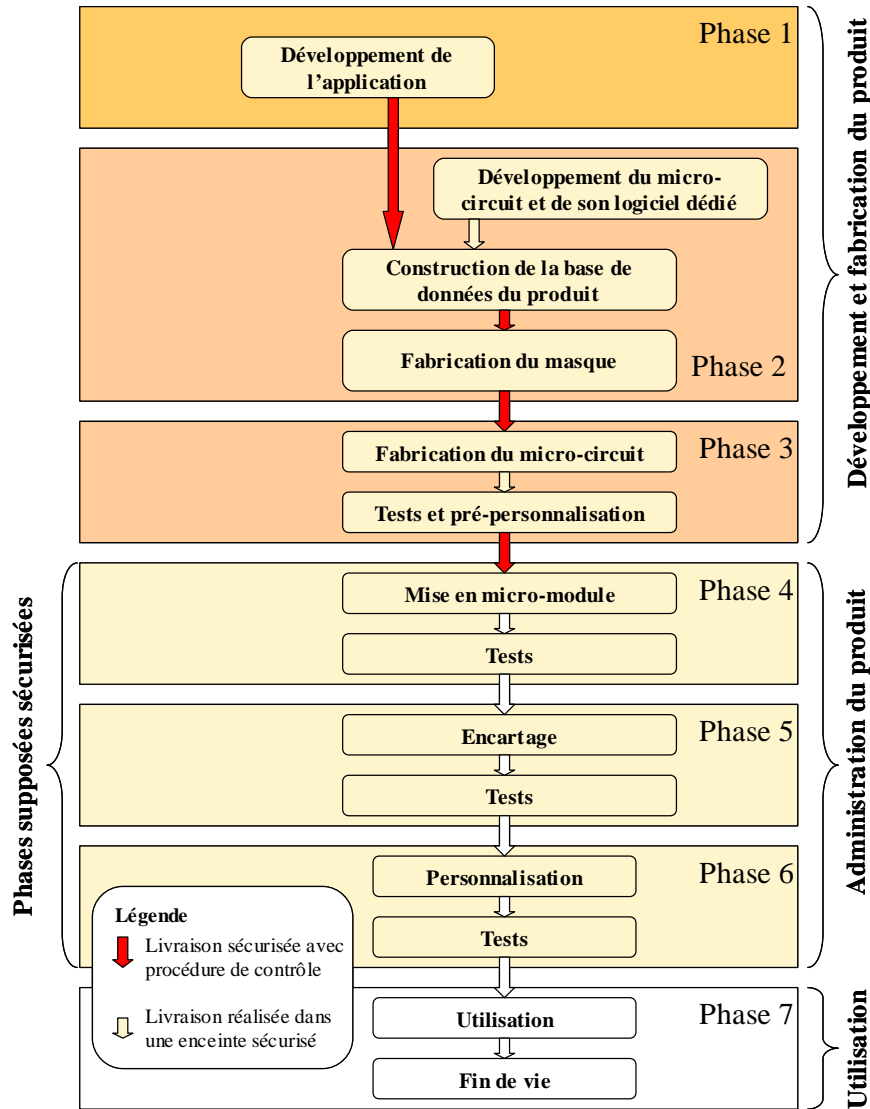 Phase 1
Développement de
l'application
Développement du micro-
circuit et de son logiciel dédié
Construction de la base de
données du produit
Fabrication du masque
Phase 2
Développement et fabrication du produit
Phase 3
Fabrication du micro-circuit
Tests et pré-personnalisation
Phase 4
Mise en micro-module
Tests
Phases supposées sécurisées
Phase 5
Encartage
Tests
Administration du produit
Phase 6
Personnalisation
Tests
Légende
Livraison sécurisée avec
procédure de contrôle
Livraison réalisée dans
une enceinte sécurisé
Phase 7
Utilisation
Fin de vie
Utilisation